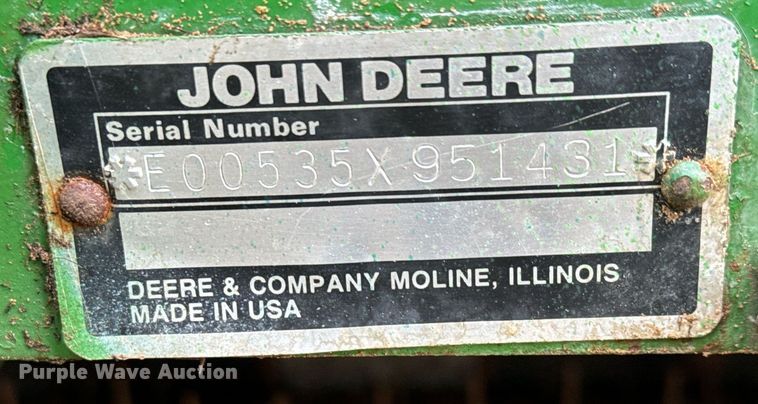 JOHN DEERE
Serial Number
*E00535X951431*
DEERE & COMPANY MOLINE, ILLINOIS
MADE IN USA
Purple Wave Auction